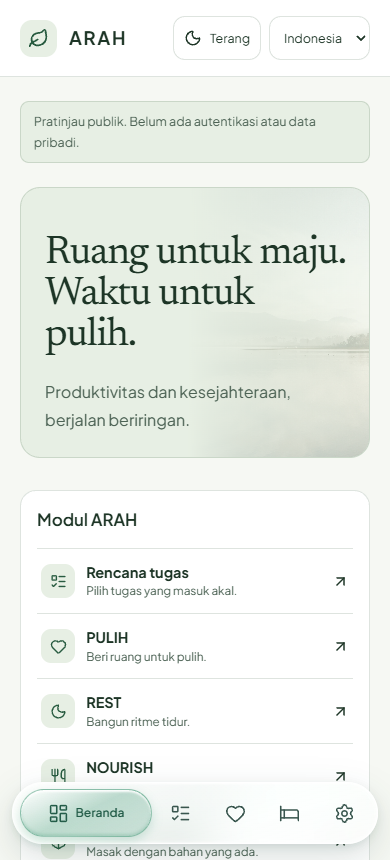 ARAH
Terang
Indonesia
Pratinjau publik. Belum ada autentikasi atau data
pribadi.
Ruang untuk maju.
Waktu untuk
pulih.
Produktivitas dan kesejahteraan,
berjalan beriringan.
Modul ARAH
Rencana tugas
Pilih tugas yang masuk akal.
PULIH
Beri ruang untuk pulih.
REST
Bangun ritme tidur.
NOURISH
Beranda
Masak dengan bahan yang ada.